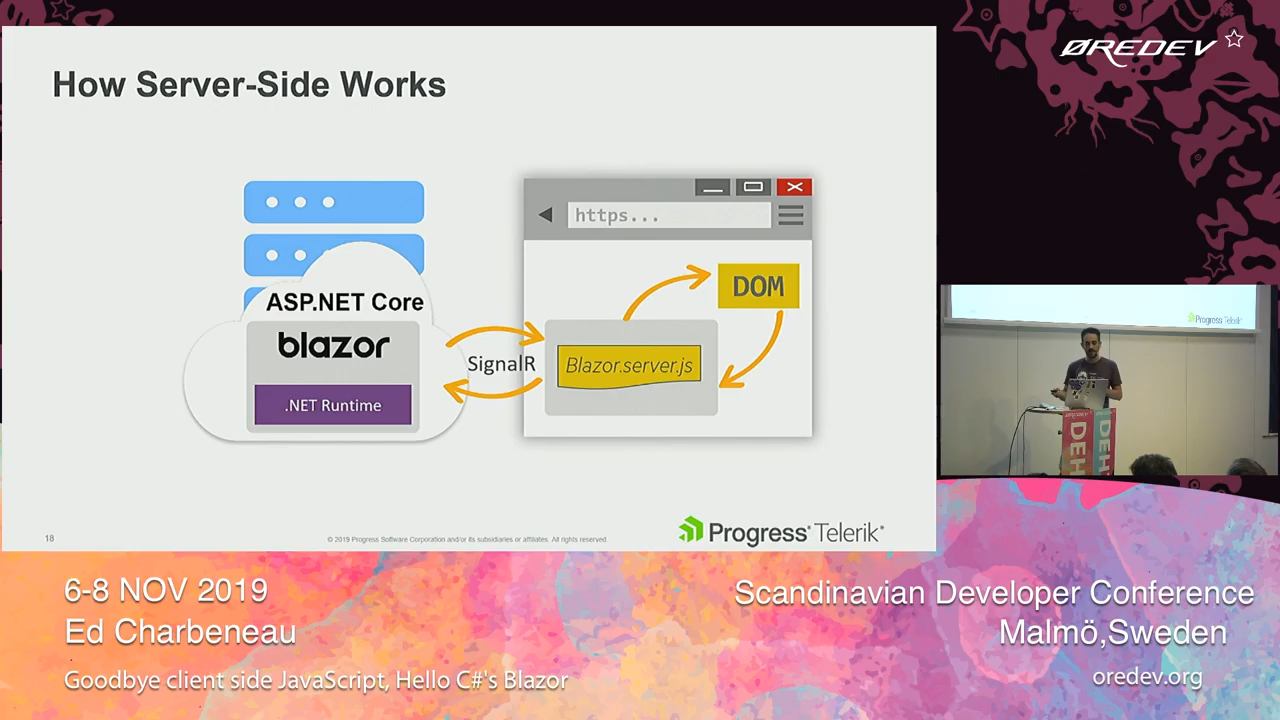 ØREDEV
How Server-Side Works
https...
DOM
ASP.NET Core
blazor
SignalR
Blazor.server.js
.NET Runtime
18
© 2019 Progress Software Corporation and/or its subsidiaries or affiliates. All rights reserved.
Progress Telerik
Progress Telerik
6-8 NOV 2019
Ed Charbeneau
Goodbye client side JavaScript, Hello C#'s Blazor
Scandinavian Developer Conference
Malmö,Sweden
oredev.org